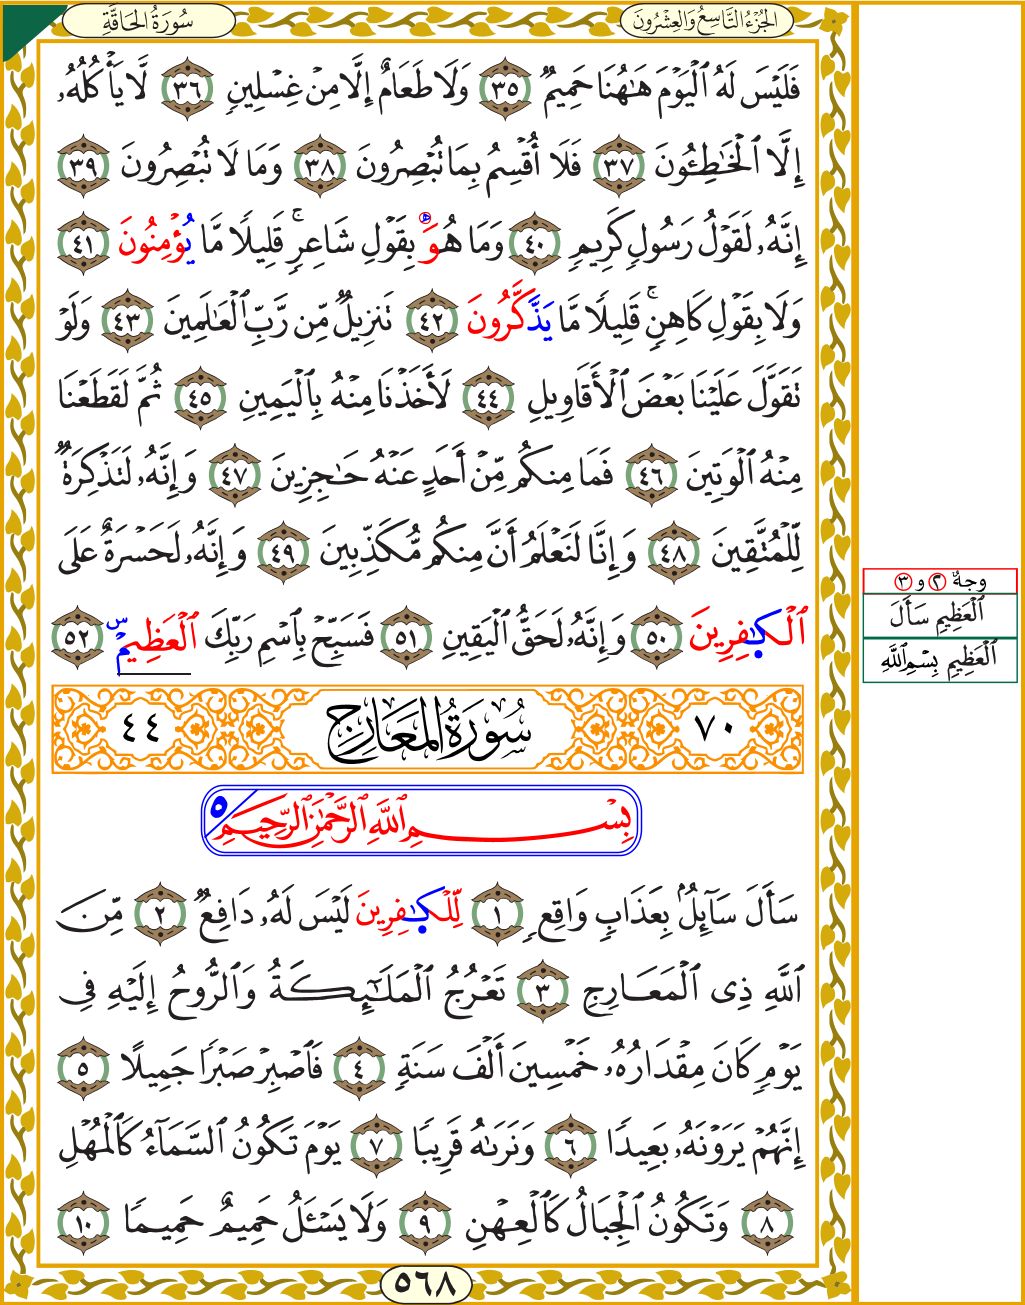 سُورَةُ الحَاقَّةِ
الجُزْءُ التَّاسِعُ وَالعِشْرُونَ
فَلَيْسَ لَهُ ٱلْيَوْمَ هَٰهُنَا حَمِيمٌ ٣٥ وَلَا طَعَامٌ إِلَّا مِنْ غِسْلِينٍ ٣٦ لَّا يَأْكُلُهُۥ
إِلَّا ٱلْخَٰطِـُٔونَ ٣٧ فَلَا أُقْسِمُ بِمَا تُبْصِرُونَ ٣٨ وَمَا لَا تُبْصِرُونَ ٣٩
إِنَّهُۥ لَقَوْلُ رَسُولٍ كَرِيمٍ ٤٠ وَمَا هُوَ بِقَوْلِ شَاعِرٍ ۚ قَلِيلًا مَّا يُؤْمِنُونَ ٤١
وَلَا بِقَوْلِ كَاهِنٍ ۚ قَلِيلًا مَّا يَذَّكَّرُونَ ٤٢ تَنزِيلٌ مِّن رَّبِّ ٱلْعَٰلَمِينَ ٤٣ وَلَوْ
تَقَوَّلَ عَلَيْنَا بَعْضَ ٱلْأَقَاوِيلِ ٤٤ لَأَخَذْنَا مِنْهُ بِٱلْيَمِينِ ٤٥ ثُمَّ لَقَطَعْنَا
مِنْهُ ٱلْوَتِينَ ٤٦ فَمَا مِنكُم مِّنْ أَحَدٍ عَنْهُ حَٰجِزِينَ ٤٧ وَإِنَّهُۥ لَتَذْكِرَةٌ
لِّلْمُتَّقِينَ ٤٨ وَإِنَّا لَنَعْلَمُ أَنَّ مِنكُم مُّكَذِّبِينَ ٤٩ وَإِنَّهُۥ لَحَسْرَةٌ عَلَى
ٱلْكَٰفِرِينَ ٥٠ وَإِنَّهُۥ لَحَقُّ ٱلْيَقِينِ ٥١ فَسَبِّحْ بِٱسْمِ رَبِّكَ ٱلْعَظِيمِ س ٥٢
وجهٌ ٢ و ٣
ٱلْعَظِيمِ سَأَلَ
ٱلْعَظِيمِ بِسْمِ ٱللَّهِ
٧٠ سُورَةُ المَعَارِجِ ٤٤
بِسْمِ ٱللَّهِ ٱلرَّحْمَٰنِ ٱلرَّحِيمِ ٥
سَأَلَ سَآئِلٌۢ بِعَذَابٍ وَاقِعٍ ١ لِّلْكَٰفِرِينَ لَيْسَ لَهُۥ دَافِعٌ ٢ مِّنَ
ٱللَّهِ ذِى ٱلْمَعَارِجِ ٣ تَعْرُجُ ٱلْمَلَٰٓئِكَةُ وَٱلرُّوحُ إِلَيْهِ فِى
يَوْمٍ كَانَ مِقْدَارُهُۥ خَمْسِينَ أَلْفَ سَنَةٍ ٤ فَٱصْبِرْ صَبْرًا جَمِيلًا ٥
إِنَّهُمْ يَرَوْنَهُۥ بَعِيدًا ٦ وَنَرَىٰهُ قَرِيبًا ٧ يَوْمَ تَكُونُ ٱلسَّمَآءُ كَٱلْمُهْلِ
٨ وَتَكُونُ ٱلْجِبَالُ كَٱلْعِهْنِ ٩ وَلَا يَسْـَٔلُ حَمِيمٌ حَمِيمًا ١٠
٥٦٨